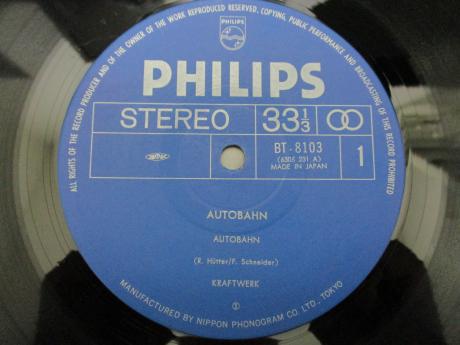 ALL RIGHTS OF THE RECORD PRODUCER AND OF THE OWNER OF THE WORK REPRODUCED RESERVED, COPYING, PUBLIC PERFORMANCE AND BROADCASTING OF THIS RECORD PROHIBITED
PHILIPS
PHILIPS
STEREO 33 1/3
BT-8103
(6305 231 A)
MADE IN JAPAN
1
AUTOBAHN
AUTOBAHN
(R. Hütter/F. Schneider)
KRAFTWERK
MANUFACTURED BY NIPPON PHONOGRAM CO. LTD., TOKYO